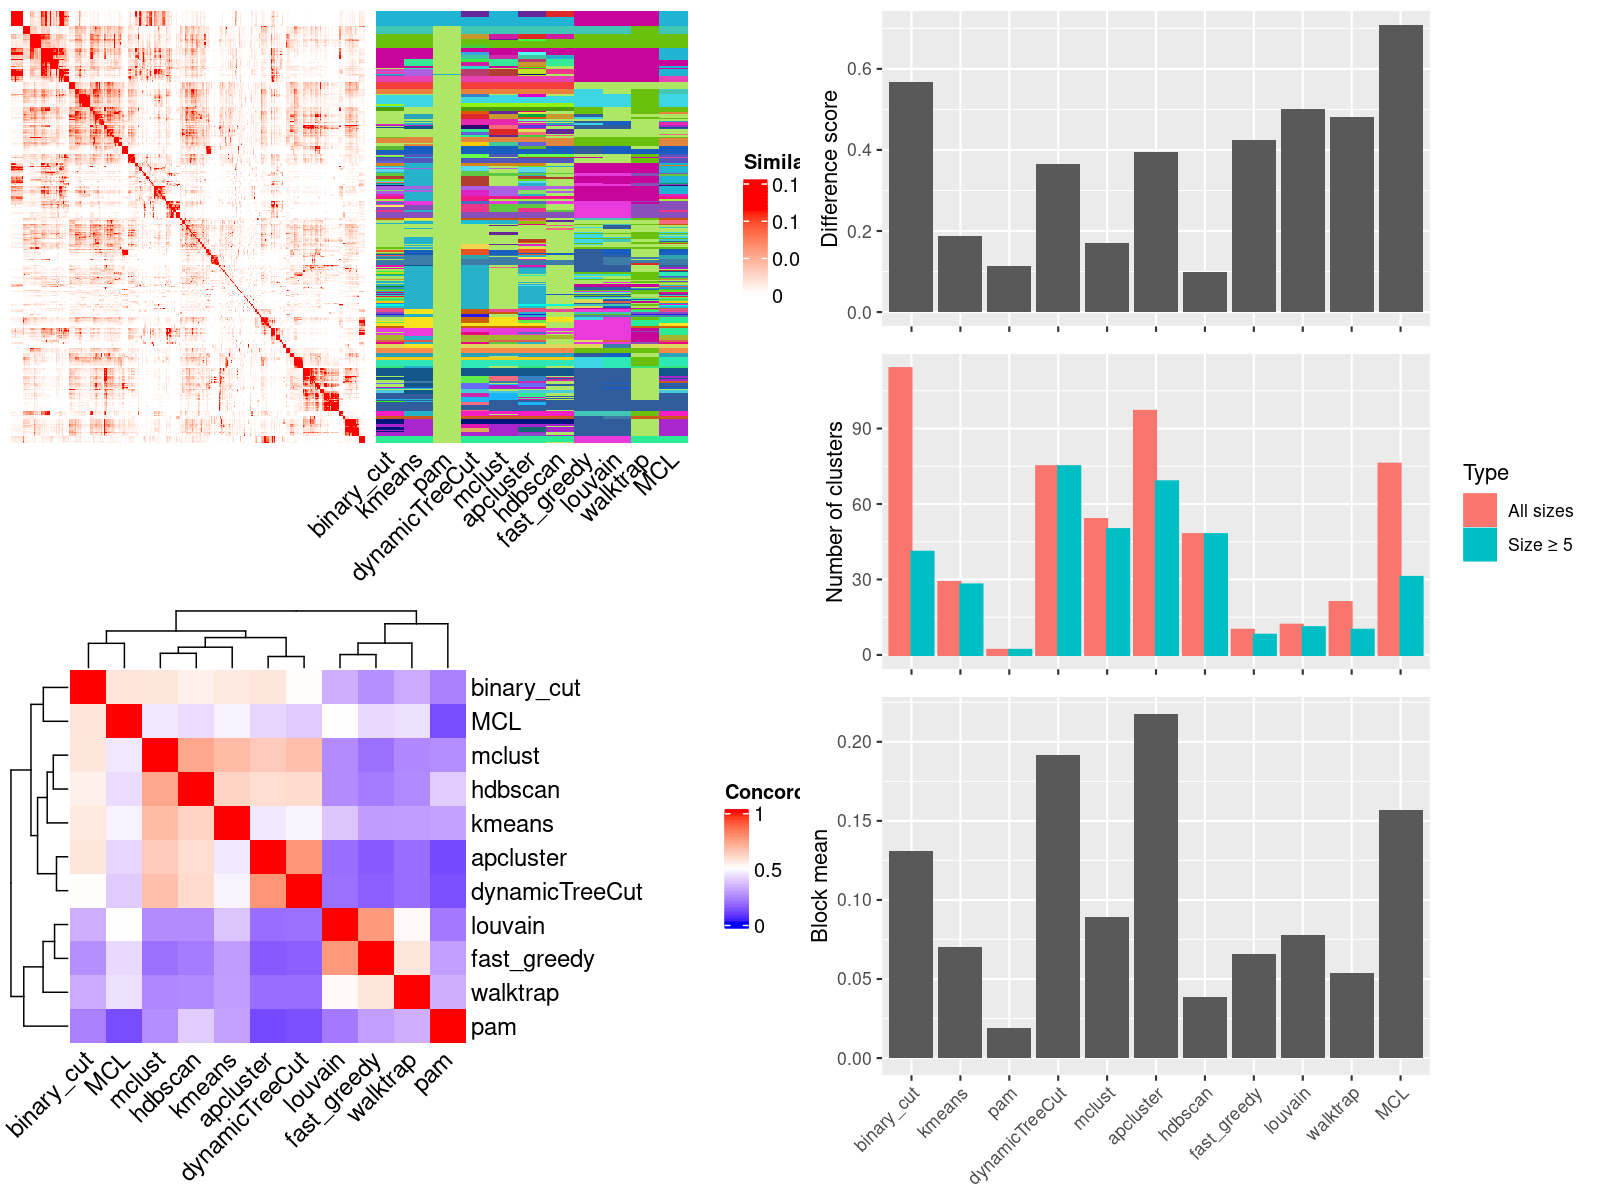 Simila
0.1
0.1
0.0
0
binary_cut
kmeans
pam
dynamicTreeCut
mclust
apcluster
hdbscan
fast_greedy
louvain
walktrap
MCL
binary_cut
MCL
mclust
hdbscan
kmeans
apcluster
dynamicTreeCut
louvain
fast_greedy
walktrap
pam
binary_cut
MCL
mclust
hdbscan
kmeans
apcluster
dynamicTreeCut
louvain
fast_greedy
walktrap
pam
Concord
1
0.5
0
Difference score
0.6
0.4
0.2
0.0
Number of clusters
90
60
30
0
Type
All sizes
Size ≥ 5
Block mean
0.20
0.15
0.10
0.05
0.00
binary_cut
kmeans
pam
dynamicTreeCut
mclust
apcluster
hdbscan
fast_greedy
louvain
walktrap
MCL